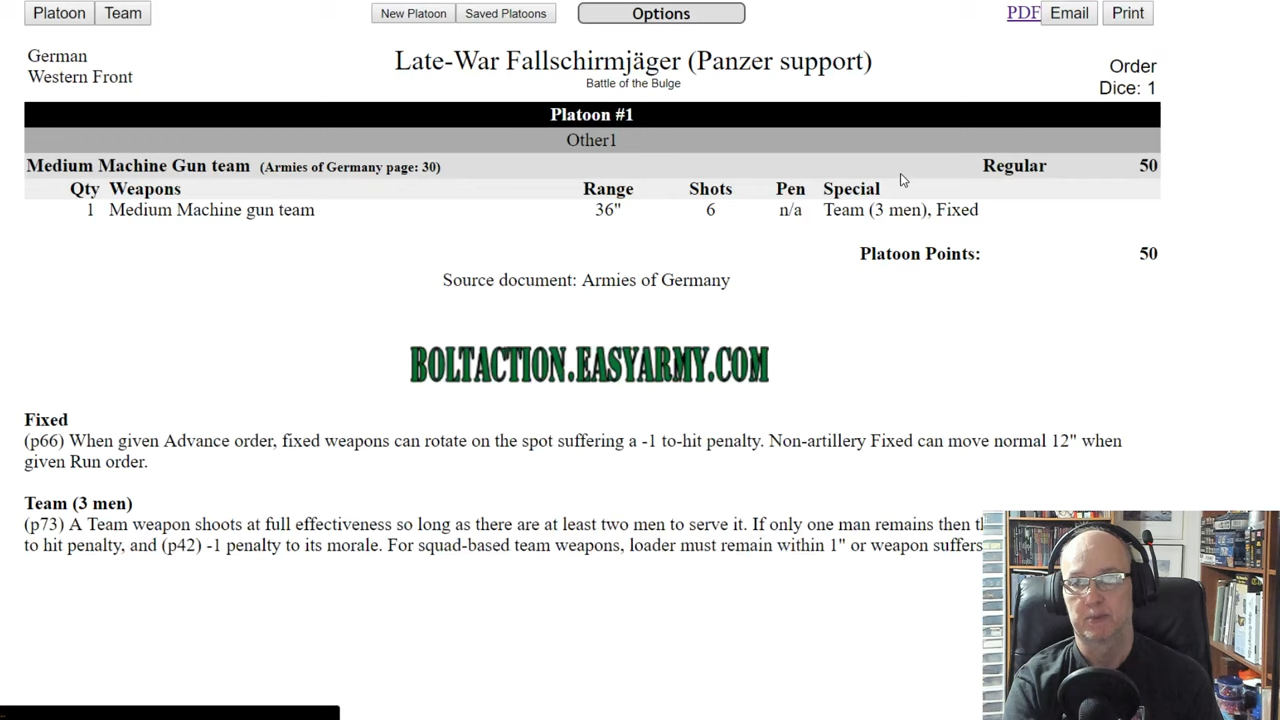 Platoon Team New Platoon Saved Platoons Options PDF Email Print
German
Western Front
Late-War Fallschirmjäger (Panzer support)
Battle of the Bulge
Order
Dice: 1
Platoon #1
Other1
Medium Machine Gun team (Armies of Germany page: 30) Regular 50
Qty Weapons Range Shots Pen Special
1 Medium Machine gun team 36" 6 n/a Team (3 men), Fixed
Platoon Points: 50
Source document: Armies of Germany
BOLTACTION.EASYARMY.COM
Fixed
(p66) When given Advance order, fixed weapons can rotate on the spot suffering a -1 to-hit penalty. Non-artillery Fixed can move normal 12" when
given Run order.
Team (3 men)
(p73) A Team weapon shoots at full effectiveness so long as there are at least two men to serve it. If only one man remains then
to hit penalty, and (p42) -1 penalty to its morale. For squad-based team weapons, loader must remain within 1" or weapon suffers